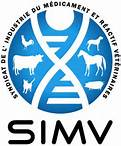 SYNDICAT DE L'INDUSTRIE DU MÉDICAMENT ET RÉACTIF VÉTÉRINAIRES
SIMV